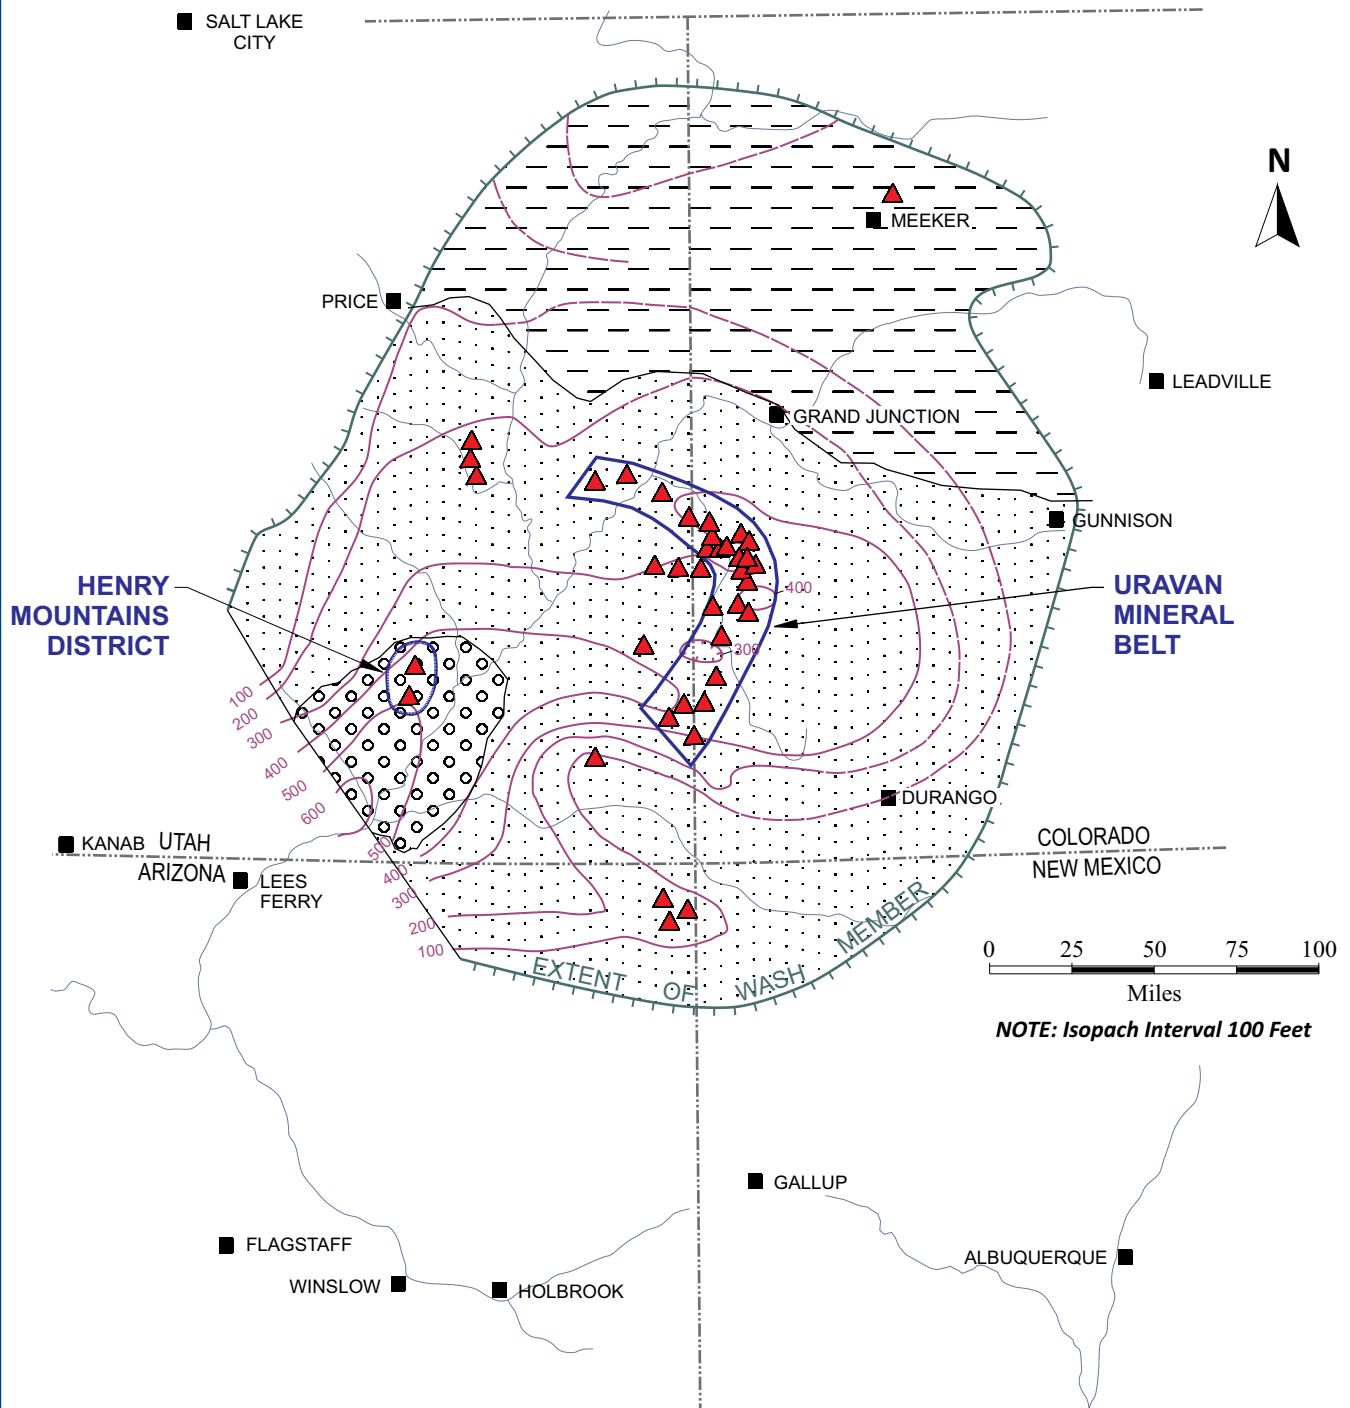 SALT LAKE
CITY
N
MEEKER
PRICE
LEADVILLE
GRAND JUNCTION
GUNNISON
HENRY
MOUNTAINS
DISTRICT
400
URAVAN
MINERAL
BELT
300
100
200
300
400
500
600
DURANGO
KANAB
UTAH
ARIZONA
LEES
FERRY
COLORADO
NEW MEXICO
500
400
300
200
100
EXTENT OF WASH MEMBER
0 25 50 75 100
Miles
NOTE: Isopach Interval 100 Feet
GALLUP
FLAGSTAFF
ALBUQUERQUE
WINSLOW
HOLBROOK